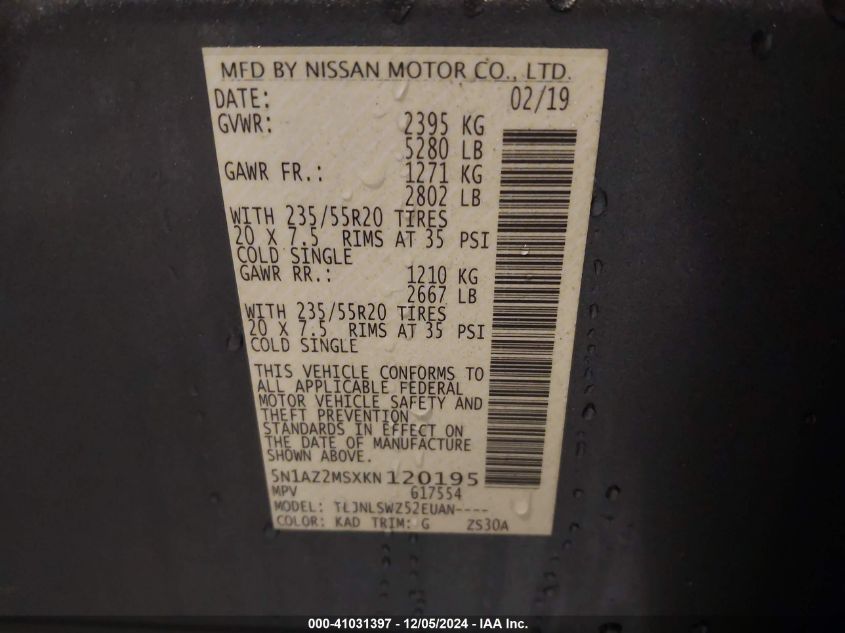 MFD BY NISSAN MOTOR CO., LTD.
DATE: 02/19
GVWR: 2395 KG
5280 LB
GAWR FR.: 1271 KG
2802 LB
WITH 235/55R20 TIRES
20 X 7.5 RIMS AT 35 PSI
COLD SINGLE
GAWR RR.: 1210 KG
2667 LB
WITH 235/55R20 TIRES
20 X 7.5 RIMS AT 35 PSI
COLD SINGLE
THIS VEHICLE CONFORMS TO
ALL APPLICABLE FEDERAL
MOTOR VEHICLE SAFETY AND
THEFT PREVENTION
STANDARDS IN EFFECT ON
THE DATE OF MANUFACTURE
SHOWN ABOVE.
5N1AZ2MSXKN120195
MPV 617554
MODEL: TLJNLSWZ52EUAN----
COLOR: KAD TRIM: G ZS30A
000-41031397 - 12/05/2024 - IAA Inc.